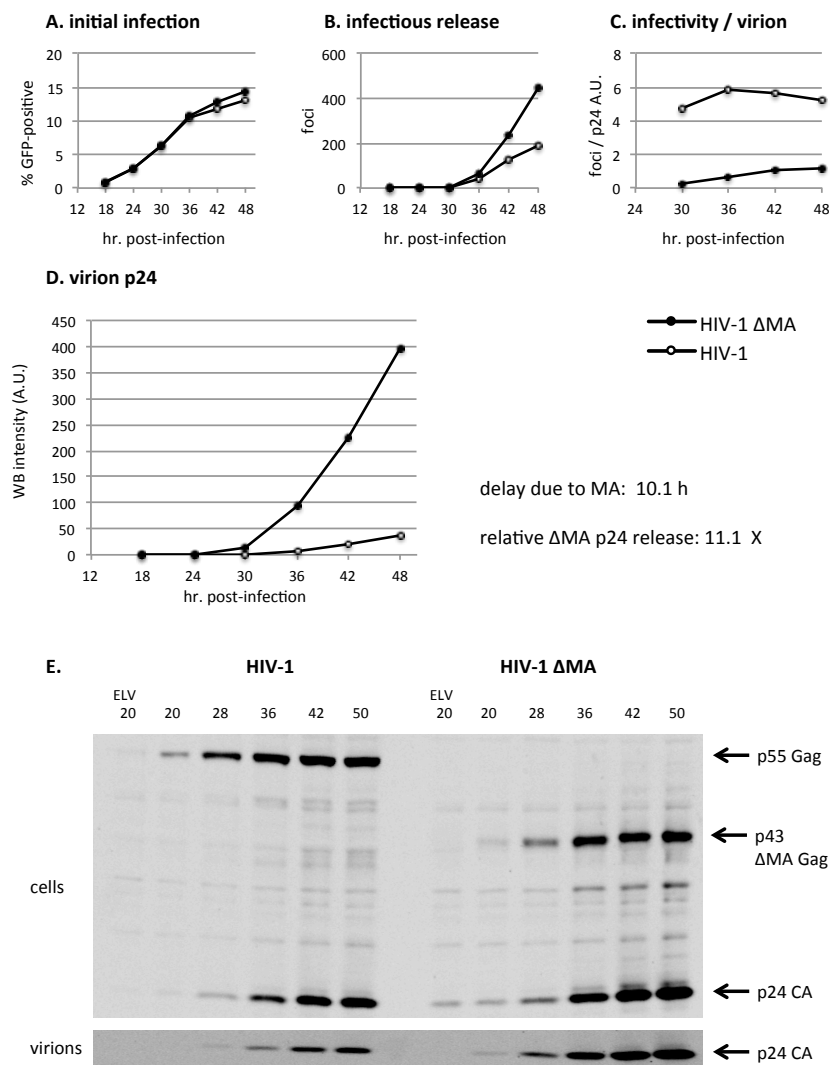 A. initial infection
20
15
10
5
0
% GFP-positive
12 18 24 30 36 42 48
hr. post-infection
B. infectious release
600
400
200
0
foci
12 18 24 30 36 42 48
hr. post-infection
C. infectivity / virion
8
6
4
2
0
foci / p24 A.U.
24 30 36 42 48
hr. post-infection
D. virion p24
450
400
350
300
250
200
150
100
50
0
WB intensity (A.U.)
12 18 24 30 36 42 48
hr. post-infection
HIV-1 ΔMA
HIV-1
delay due to MA: 10.1 h
relative ΔMA p24 release: 11.1 X
E. HIV-1 HIV-1 ΔMA
ELV ELV
20 20 28 36 42 50 20 20 28 36 42 50
p55 Gag
p43
ΔMA Gag
cells
p24 CA
virions
p24 CA